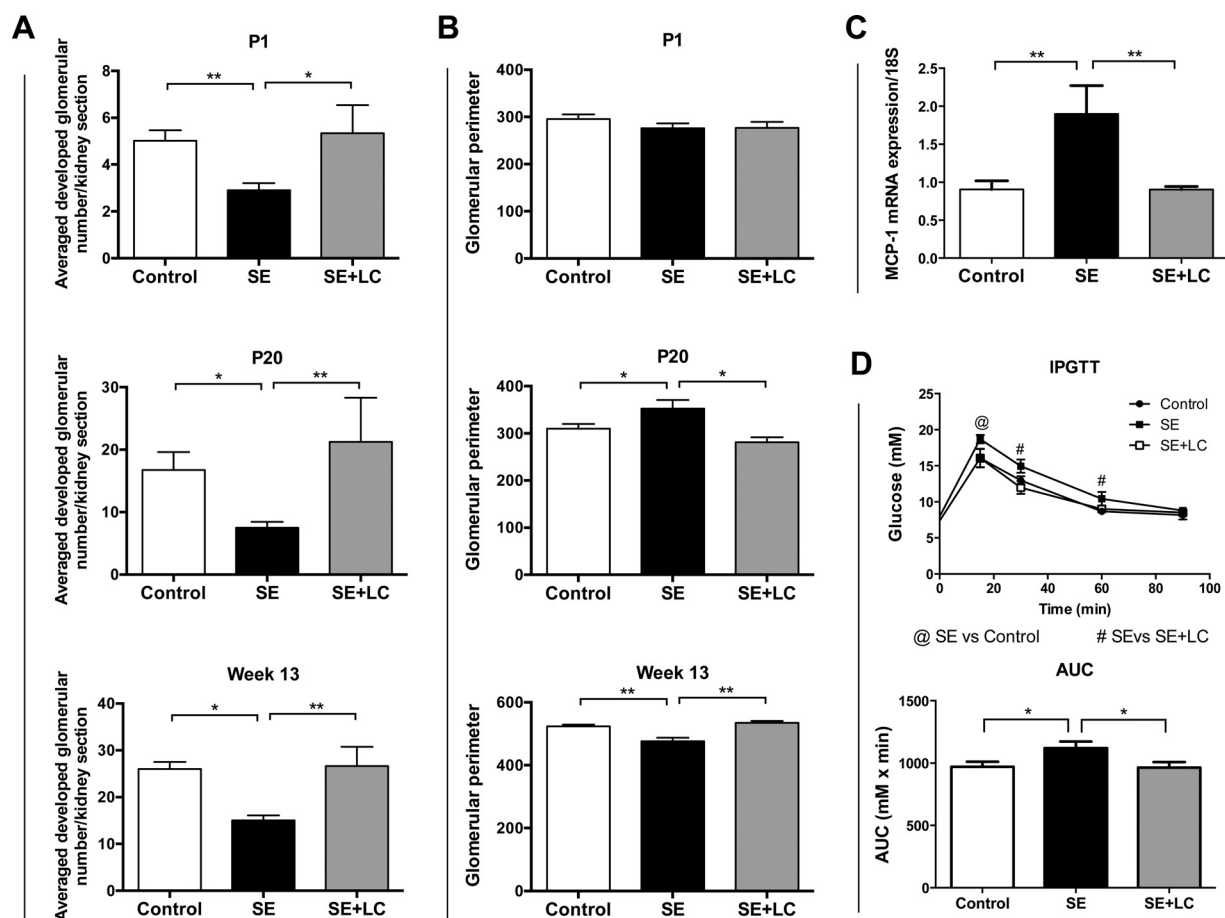 A
P1
Averaged developed glomerular
number/kidney section
8
6
4
2
0
**
*
Control
SE
SE+LC
P20
Averaged developed glomerular
number/kidney section
30
20
10
0
*
**
Control
SE
SE+LC
Week 13
Averaged developed glomerular
number/kidney section
40
30
20
10
0
*
**
Control
SE
SE+LC
B
P1
Glomerular perimeter
400
300
200
100
0
Control
SE
SE+LC
P20
Glomerular perimeter
400
300
200
100
0
*
*
Control
SE
SE+LC
Week 13
Glomerular perimeter
600
400
200
0
**
**
Control
SE
SE+LC
C
MCP-1 mRNA expression/18S
2.5
2.0
1.5
1.0
0.5
0.0
**
**
Control
SE
SE+LC
D
IPGTT
Glucose (mM)
25
20
15
10
5
0
@
#
#
Control
SE
SE+LC
0 20 40 60 80 100
Time (min)
@ SE vs Control
# SEvs SE+LC
AUC
AUC (mM x min)
1500
1000
500
0
*
*
Control
SE
SE+LC